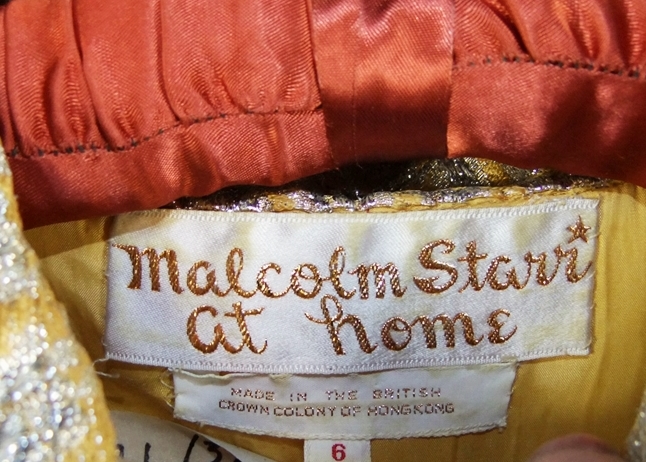 Malcolm Starr
at home
MADE IN THE BRITISH
CROWN COLONY OF HONGKONG
6